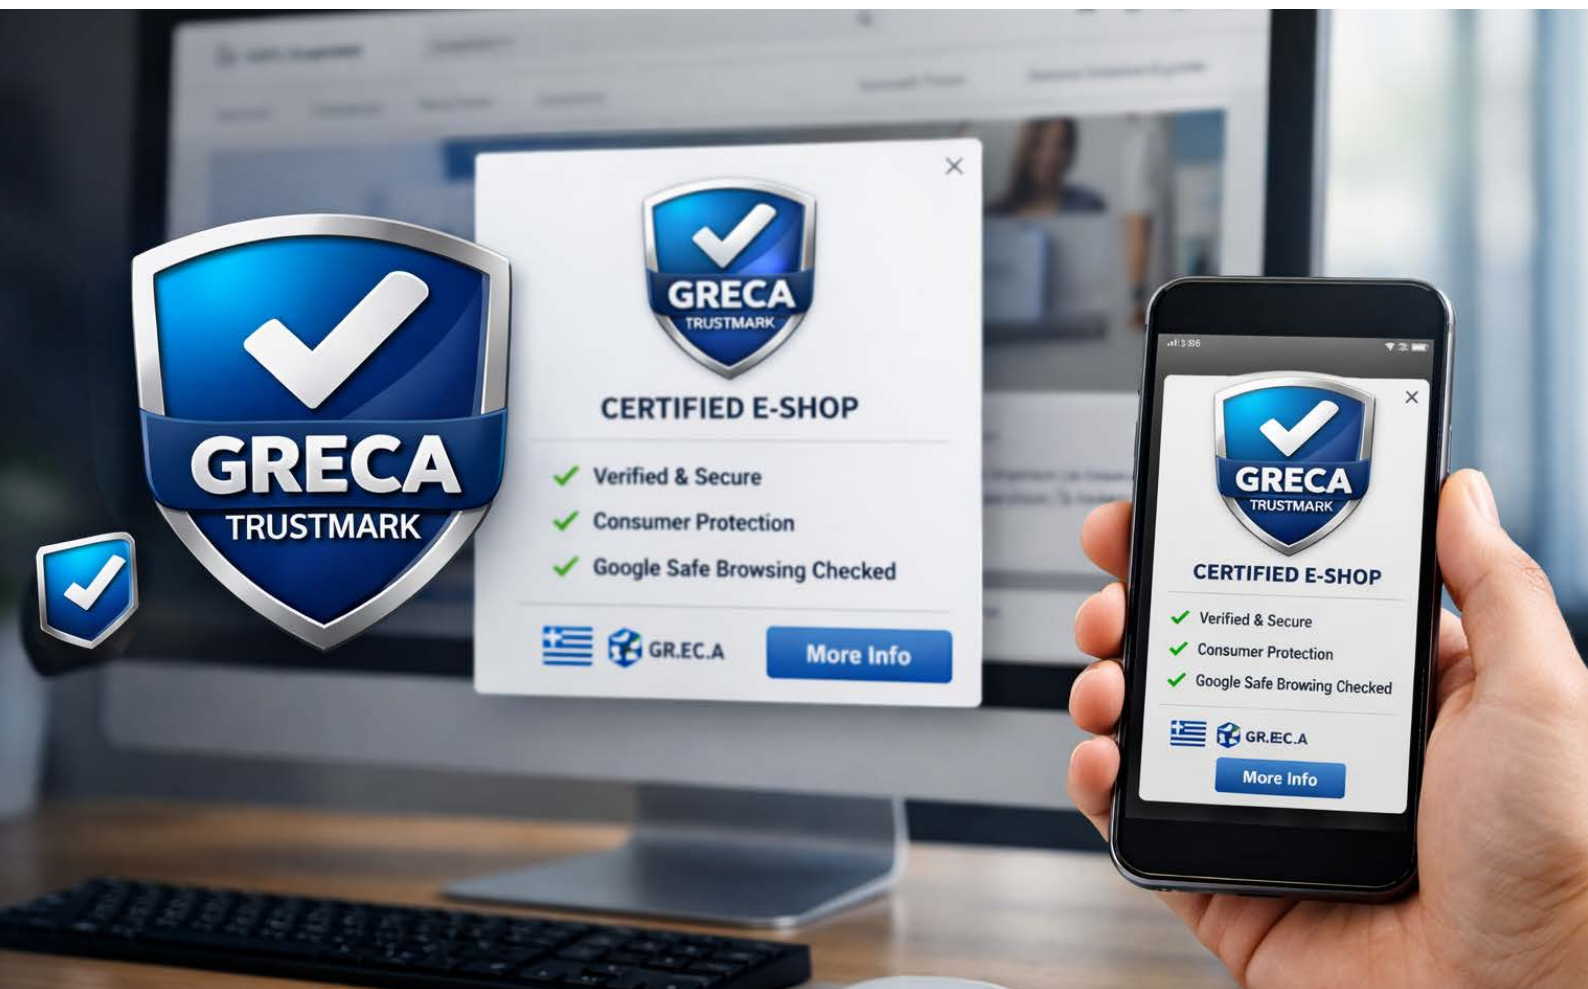 GRECA
TRUSTMARK
GRECA
TRUSTMARK
CERTIFIED E-SHOP
Verified & Secure
Consumer Protection
Google Safe Browsing Checked
GR.EC.A
More Info
GRECA
TRUSTMARK
CERTIFIED E-SHOP
Verified & Secure
Consumer Protection
Google Safe Browsing Checked
GR.EC.A
More Info